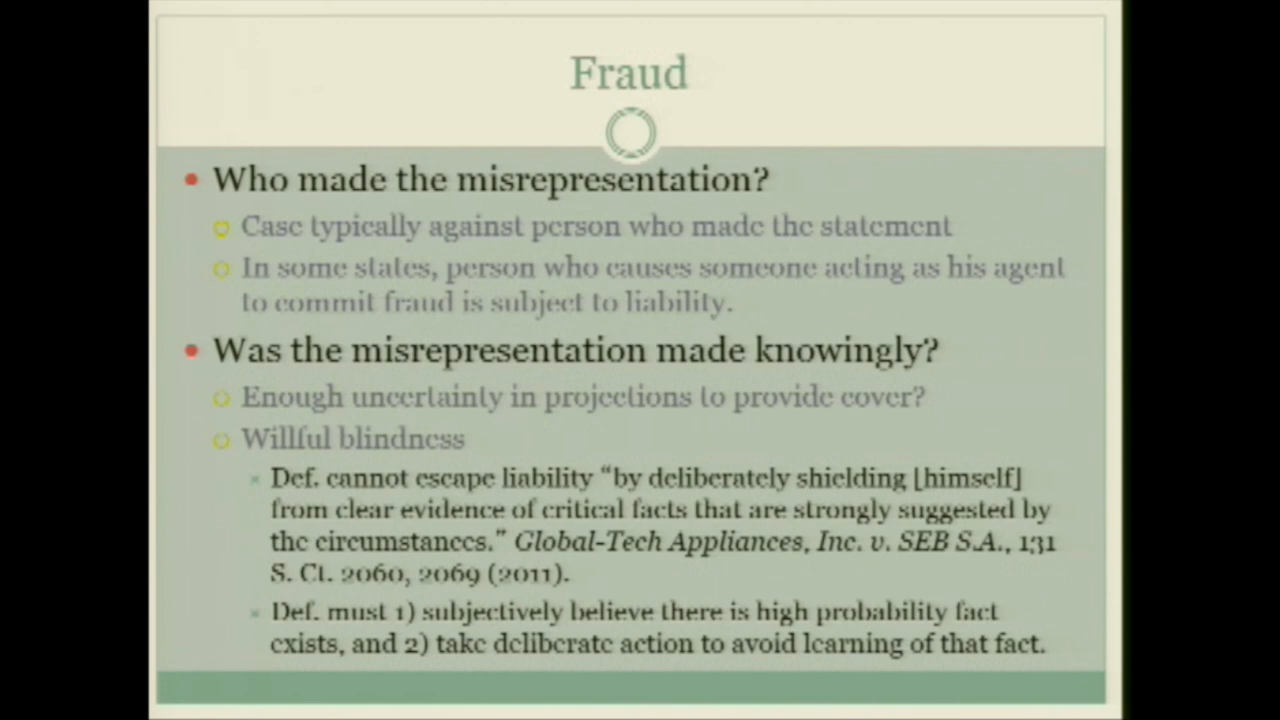 Fraud
• Who made the misrepresentation?
Case typically against person who made the statement
In some states, person who causes someone acting as his agent
to commit fraud is subject to liability.
• Was the misrepresentation made knowingly?
Enough uncertainty in projections to provide cover?
Willful blindness
Def. cannot escape liability “by deliberately shielding [himself]
from clear evidence of critical facts that are strongly suggested by
the circumstances.” Global-Tech Appliances, Inc. v. SEB S.A., 131
S. Ct. 2060, 2069 (2011).
Def. must 1) subjectively believe there is high probability fact
exists, and 2) take deliberate action to avoid learning of that fact.